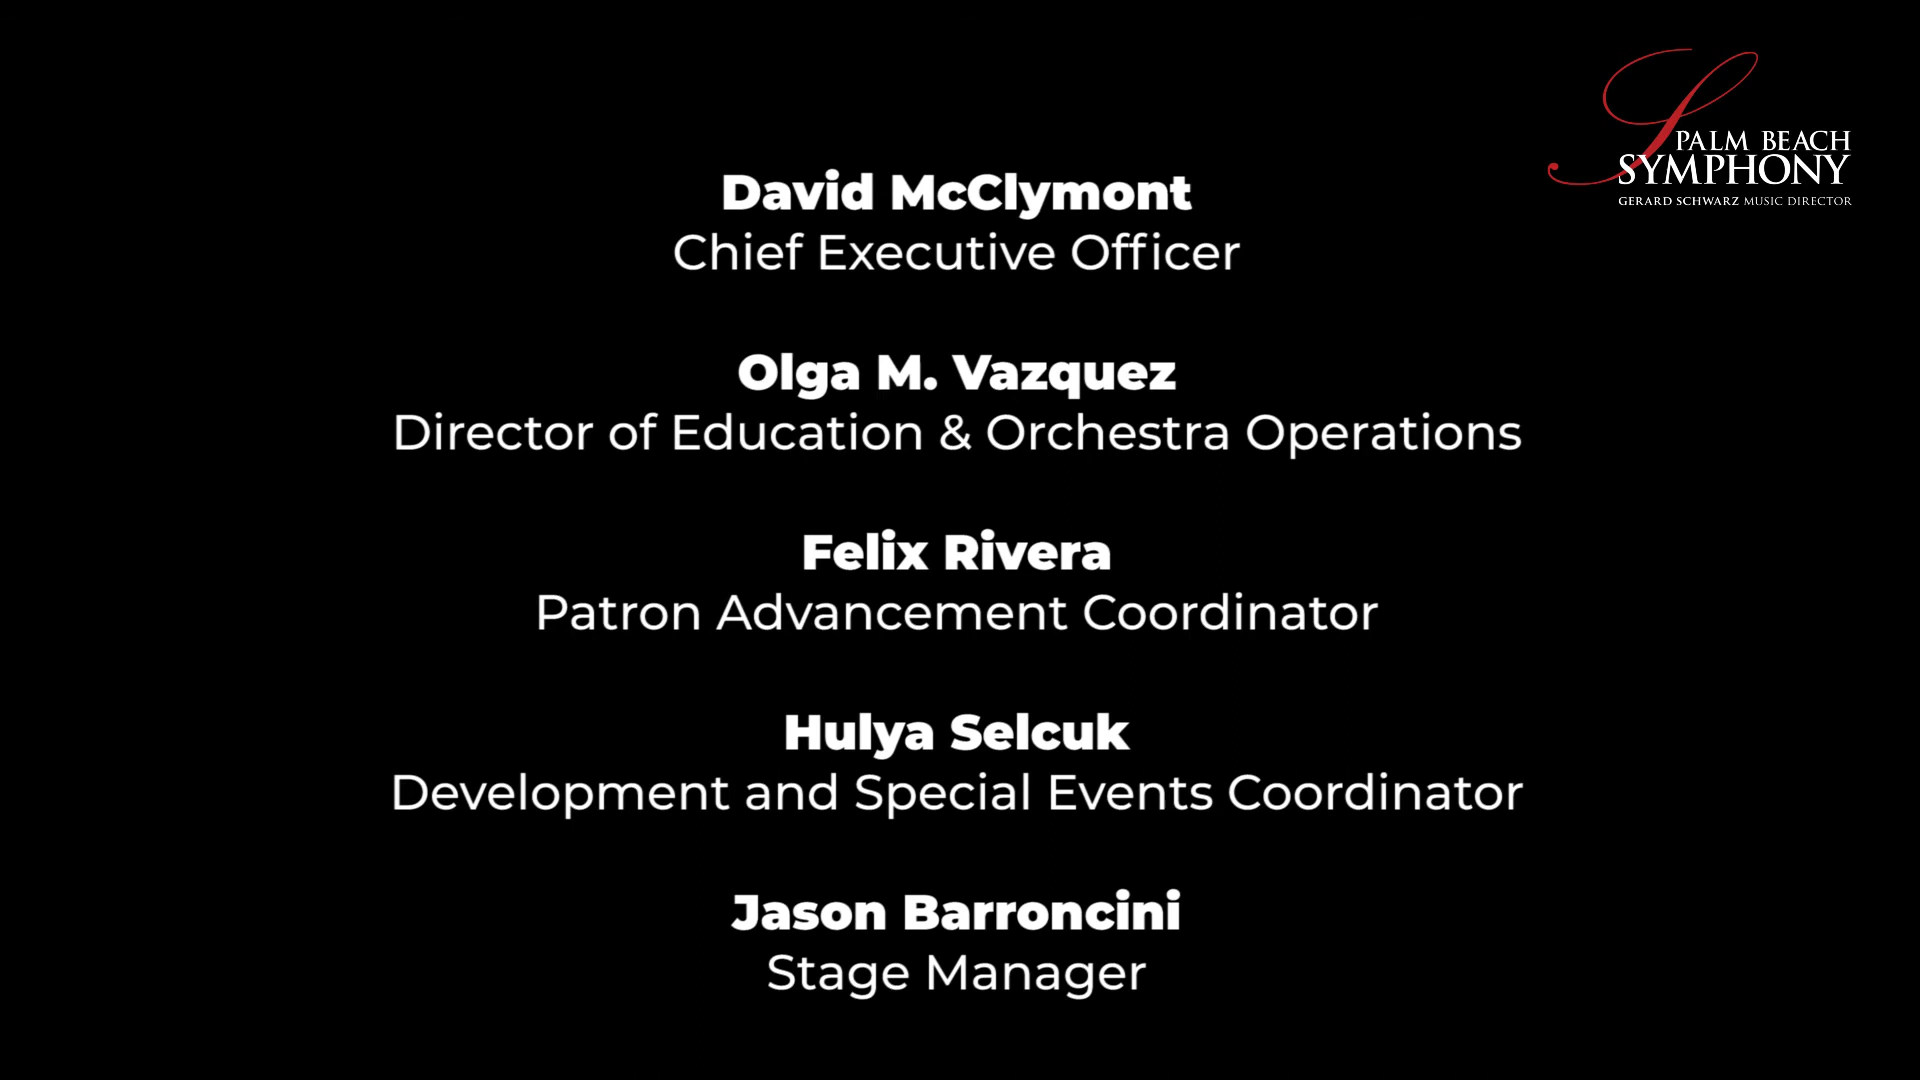 PALM BEACH
SYMPHONY
GERARD SCHWARZ MUSIC DIRECTOR
David McClymont
Chief Executive Officer
Olga M. Vazquez
Director of Education & Orchestra Operations
Felix Rivera
Patron Advancement Coordinator
Hulya Selcuk
Development and Special Events Coordinator
Jason Barroncini
Stage Manager